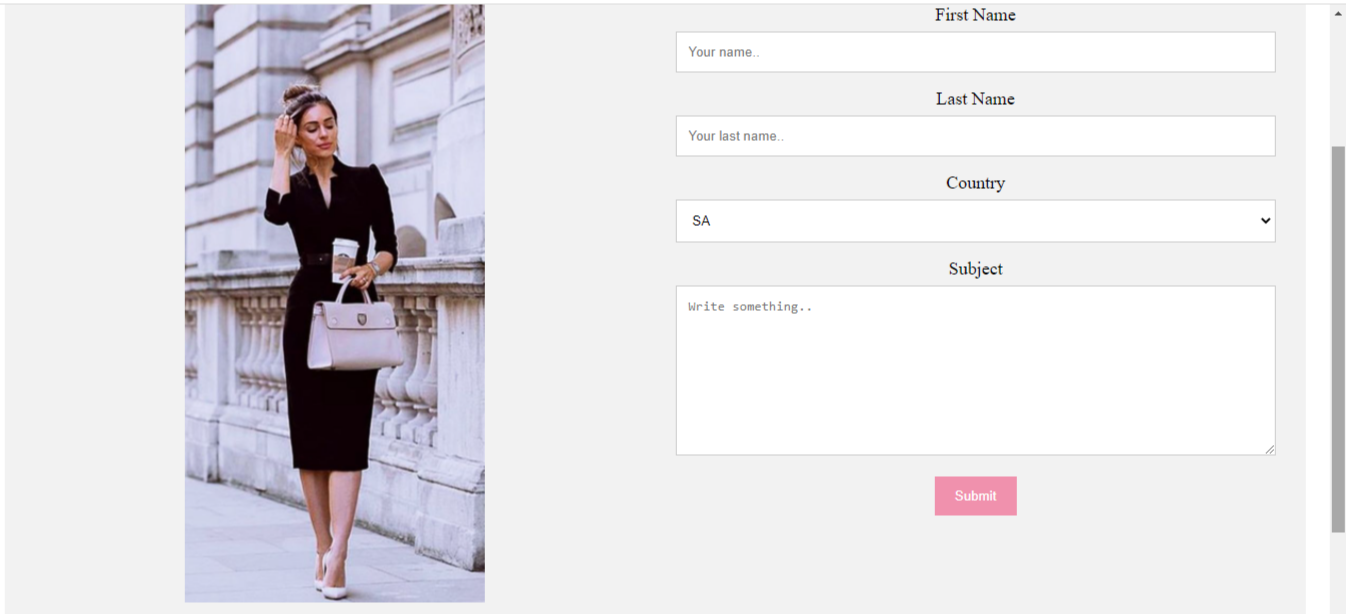 First Name
Your name..
Last Name
Your last name..
Country
SA
Subject
Write something..
Submit